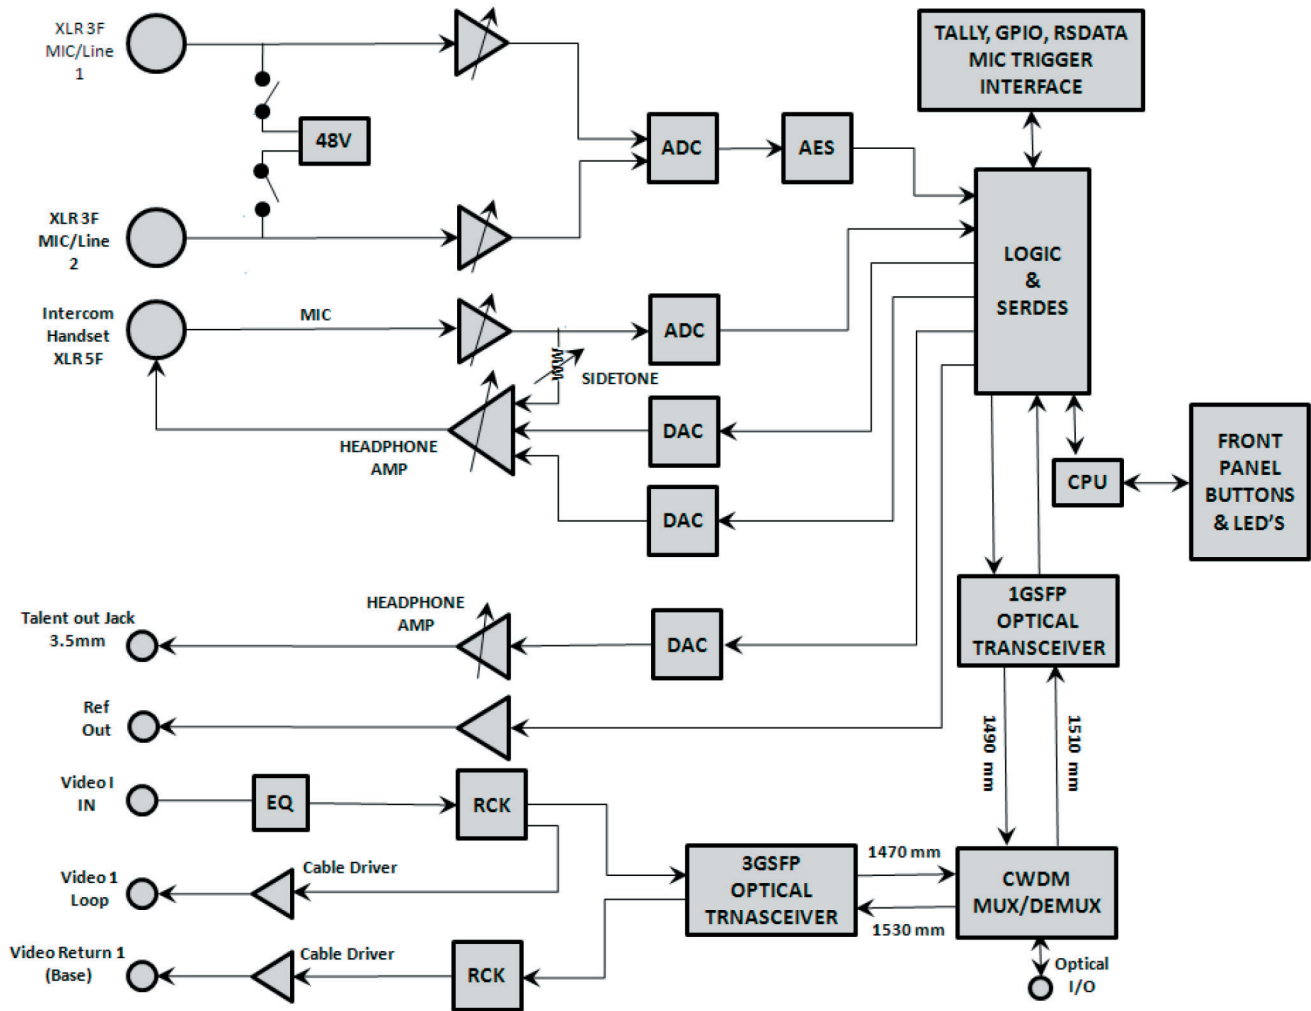 XLR 3F
MIC/Line
1
TALLY, GPIO, RSDATA
MIC TRIGGER
INTERFACE
48V
ADC
AES
XLR 3F
MIC/Line
2
LOGIC
&
SERDES
Intercom
Handset
XLR 5F
MIC
ADC
SIDETONE
HEADPHONE
AMP
DAC
DAC
CPU
FRONT
PANEL
BUTTONS
& LED'S
Talent out Jack
3.5mm
HEADPHONE
AMP
DAC
1GSFP
OPTICAL
TRANSCEIVER
Ref
Out
1490 mm
1510 mm
Video I
IN
EQ
RCK
Video 1
Loop
Cable Driver
3GSFP
OPTICAL
TRNASCEIVER
1470 mm
1530 mm
CWDM
MUX/DEMUX
Video Return 1
(Base)
Cable Driver
RCK
Optical
I/O